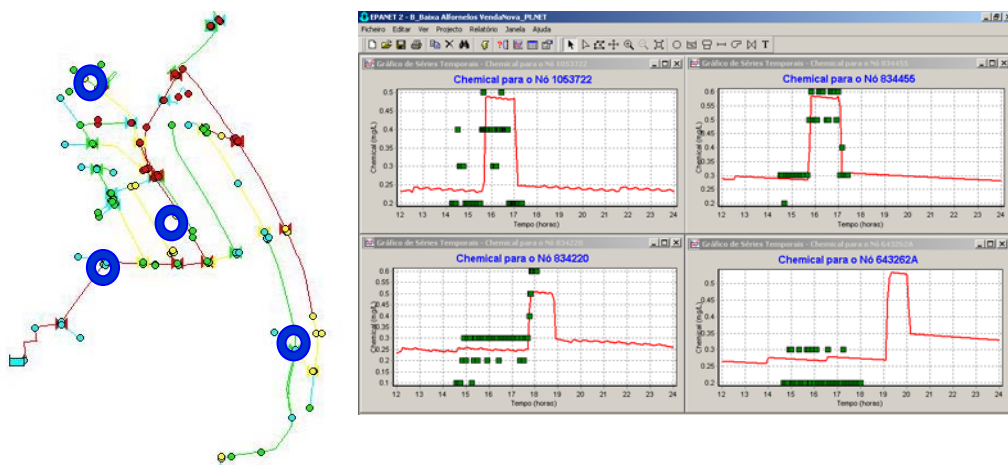 EPANET 2 - B_Baixa Alfornelos VendaNova_PI.NET
Ficheiro Editar Ver Projecto Relatório Janela Ajuda
T
Gráfico de Séries Temporais - Chemical para o Nó 1053722
Chemical para o Nó 1053722
Chemical (mg/L)
0.5
0.4
0.3
0.2
12 13 14 15 16 17 18 19 20 21 22 23 24
Tempo (horas)
Gráfico de Séries Temporais - Chemical para o Nó 834455
Chemical para o Nó 834455
Chemical (mg/L)
0.6
0.55
0.5
0.45
0.4
0.35
0.3
0.25
0.2
12 13 14 15 16 17 18 19 20 21 22 23 24
Tempo (horas)
Gráfico de Séries Temporais - Chemical para o Nó 834220
Chemical para o Nó 834220
Chemical (mg/L)
0.6
0.5
0.4
0.3
0.2
0.1
12 13 14 15 16 17 18 19 20 21 22 23 24
Tempo (horas)
Gráfico de Séries Temporais - Chemical para o Nó 643262A
Chemical para o Nó 643262A
Chemical (mg/L)
0.5
0.45
0.4
0.35
0.3
0.25
0.2
12 13 14 15 16 17 18 19 20 21 22 23 24
Tempo (horas)